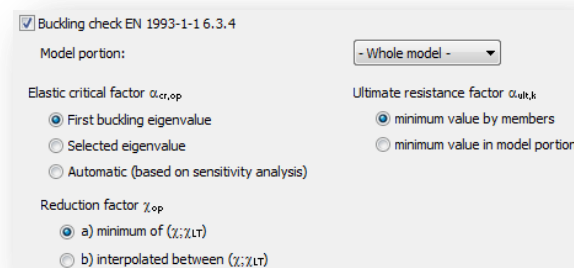 Buckling check EN 1993-1-1 6.3.4
Model portion: - Whole model -
Elastic critical factor αcr,op
Ultimate resistance factor αult,k
First buckling eigenvalue
minimum value by members
Selected eigenvalue
minimum value in model portion
Automatic (based on sensitivity analysis)
Reduction factor χop
a) minimum of (χ;χLT)
b) interpolated between (χ;χLT)